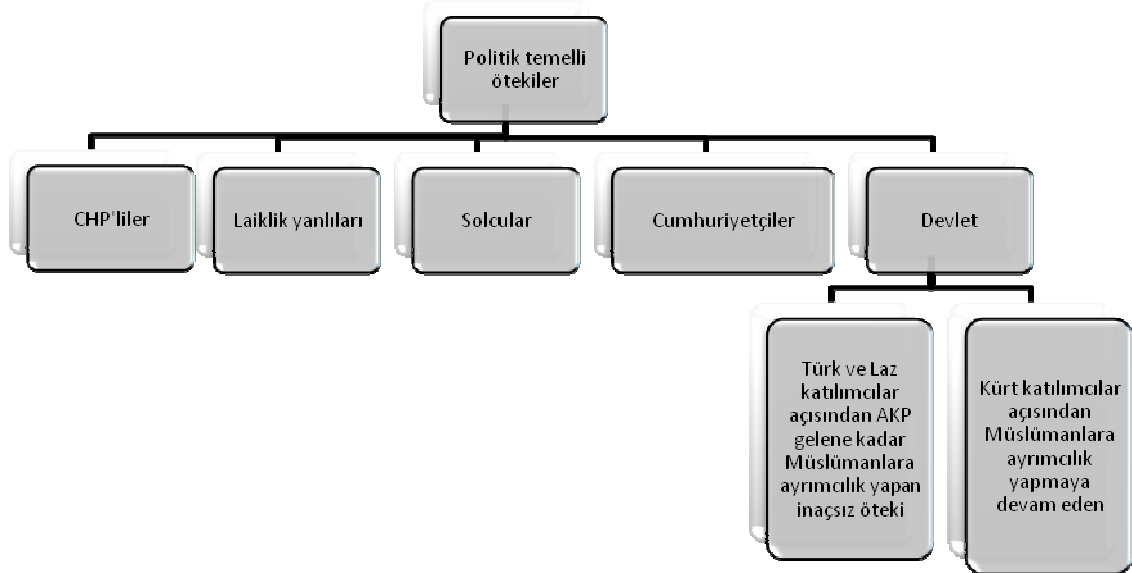 Politik temelli
ötekiler
CHP'liler
Laiklik yanlıları
Solcular
Cumhuriyetçiler
Devlet
Türk ve Laz
katılımcılar
açısından AKP
gelene kadar
Müslümanlara
ayrımcılık yapan
inaçsız öteki
Kürt katılımcılar
açısından
Müslümanlara
ayrımcılık
yapmaya
devam eden